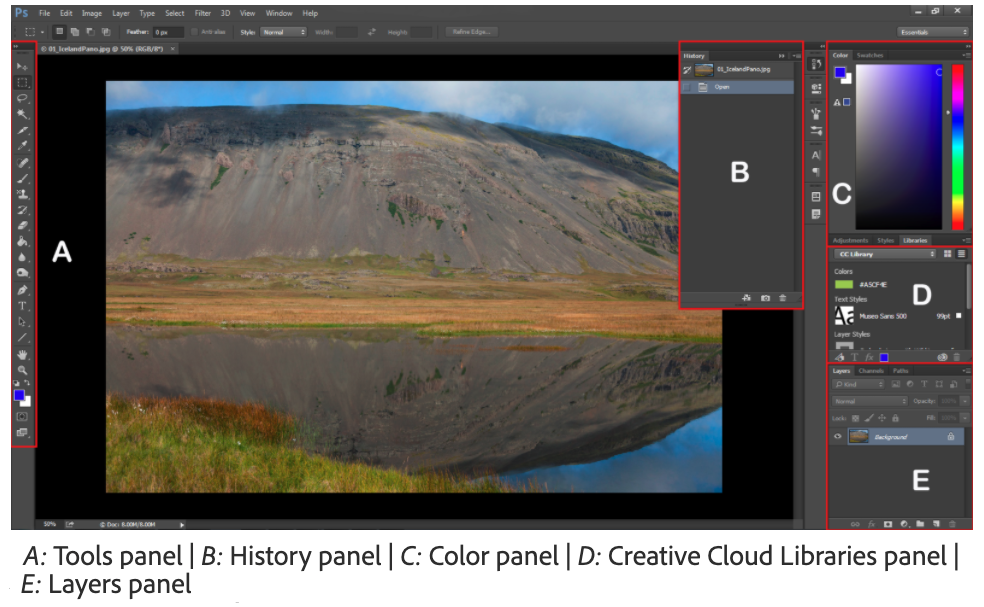 Ps File Edit Image Layer Type Select Filter 3D View Window Help
Feather: 0 px Anti-alias Style: Normal Width: Height: Refine Edge... Essentials
© 01_IcelandPano.jpg @ 50% (RGB/8*) ×
History
01_IcelandPano.jpg
Open
Color Swatches
A
B
C
Adjustments Styles Libraries
CC Library
Colors
#A5CF4E
Text Styles
Aa Museo Sans 500 99pt
Layer Styles
D
Layers Channels Paths
Kind
Normal Opacity: 100%
Lock: Fill: 100%
Background
E
50% Doc: 8.00M/8.00M
A: Tools panel | B: History panel | C: Color panel | D: Creative Cloud Libraries panel |
E: Layers panel